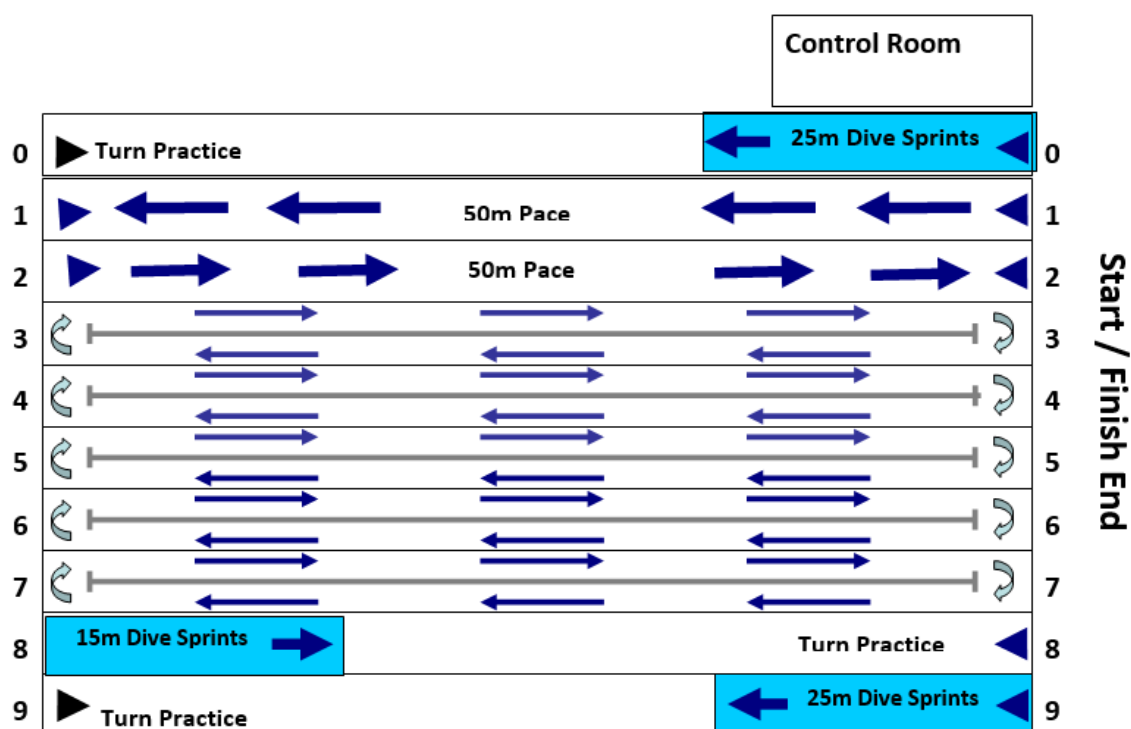 Control Room
0 Turn Practice 25m Dive Sprints 0
1 50m Pace 1
2 50m Pace 2
3 3
4 4
5 5
6 6
7 7
8 15m Dive Sprints Turn Practice 8
9 Turn Practice 25m Dive Sprints 9
Start / Finish End